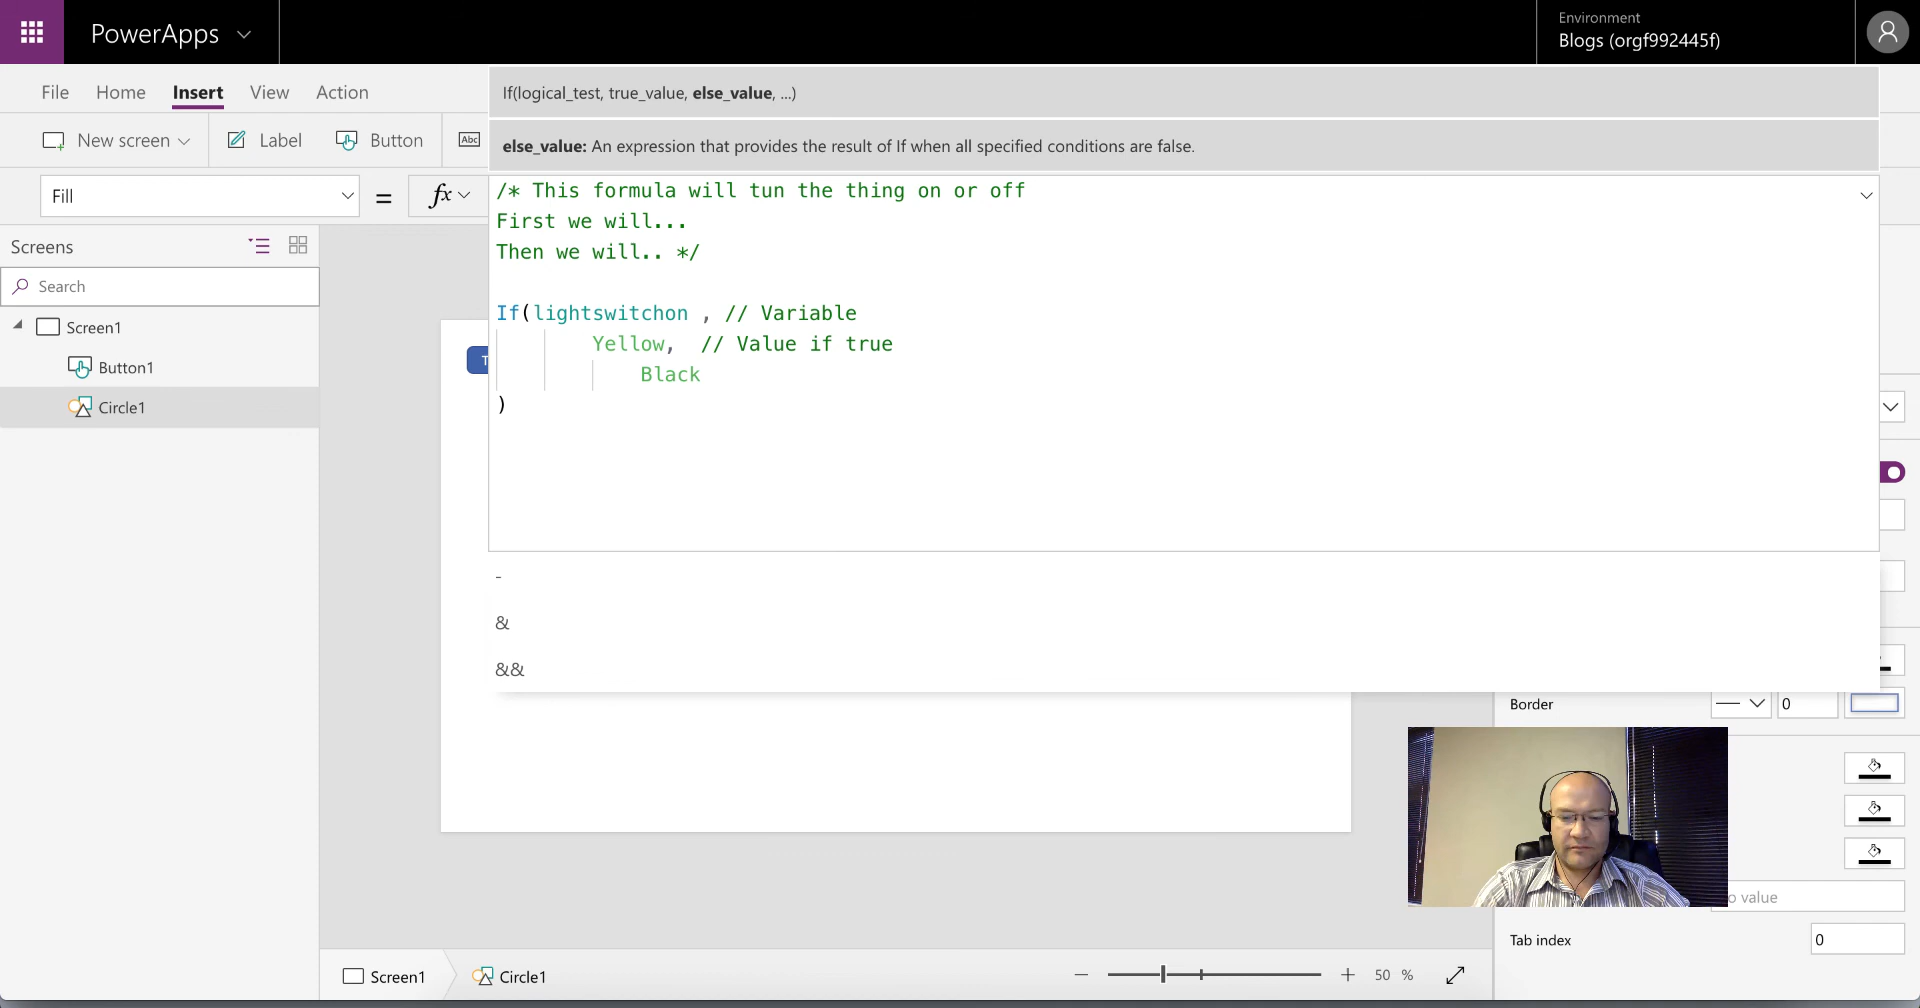 PowerApps
Environment
Blogs (orgf992445f)
File Home Insert View Action
If(logical_test, true_value, else_value, ...)
New screen Label Button Abc
else_value: An expression that provides the result of If when all specified conditions are false.
Fill = fx
/* This formula will tun the thing on or off
First we will...
Then we will.. */
If(lightswitchon , // Variable
Yellow, // Value if true
Black
)
Screens
Search
Screen1
Button1
Circle1
T
-
&
&&
Border 0
value
Tab index 0
Screen1 Circle1 50 %